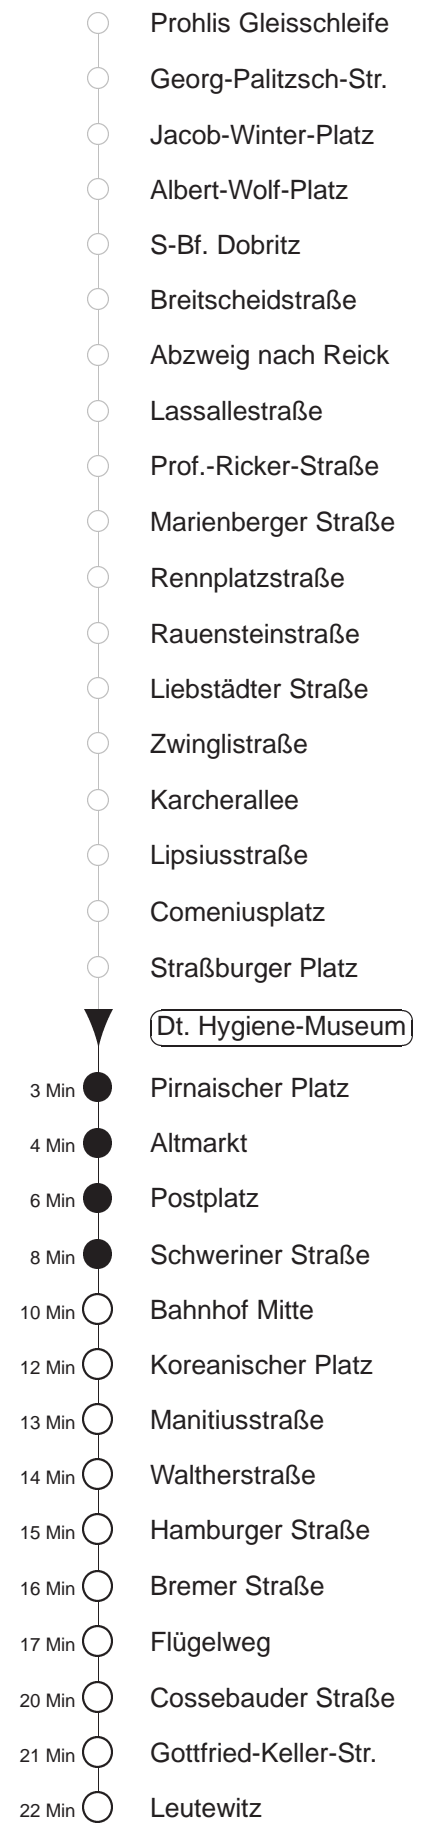 Prohlis Gleisschleife
Georg-Palitzsch-Str.
Jacob-Winter-Platz
Albert-Wolf-Platz
S-Bf. Dobritz
Breitscheidstraße
Abzweig nach Reick
Lassallestraße
Prof.-Ricker-Straße
Marienberger Straße
Rennplatzstraße
Rauensteinstraße
Liebstädter Straße
Zwinglistraße
Karcherallee
Lipsiusstraße
Comeniusplatz
Straßburger Platz
Dt. Hygiene-Museum
3 Min Pirnaischer Platz
4 Min Altmarkt
6 Min Postplatz
8 Min Schweriner Straße
10 Min Bahnhof Mitte
12 Min Koreanischer Platz
13 Min Manitiusstraße
14 Min Waltherstraße
15 Min Hamburger Straße
16 Min Bremer Straße
17 Min Flügelweg
20 Min Cossebauder Straße
21 Min Gottfried-Keller-Str.
22 Min Leutewitz